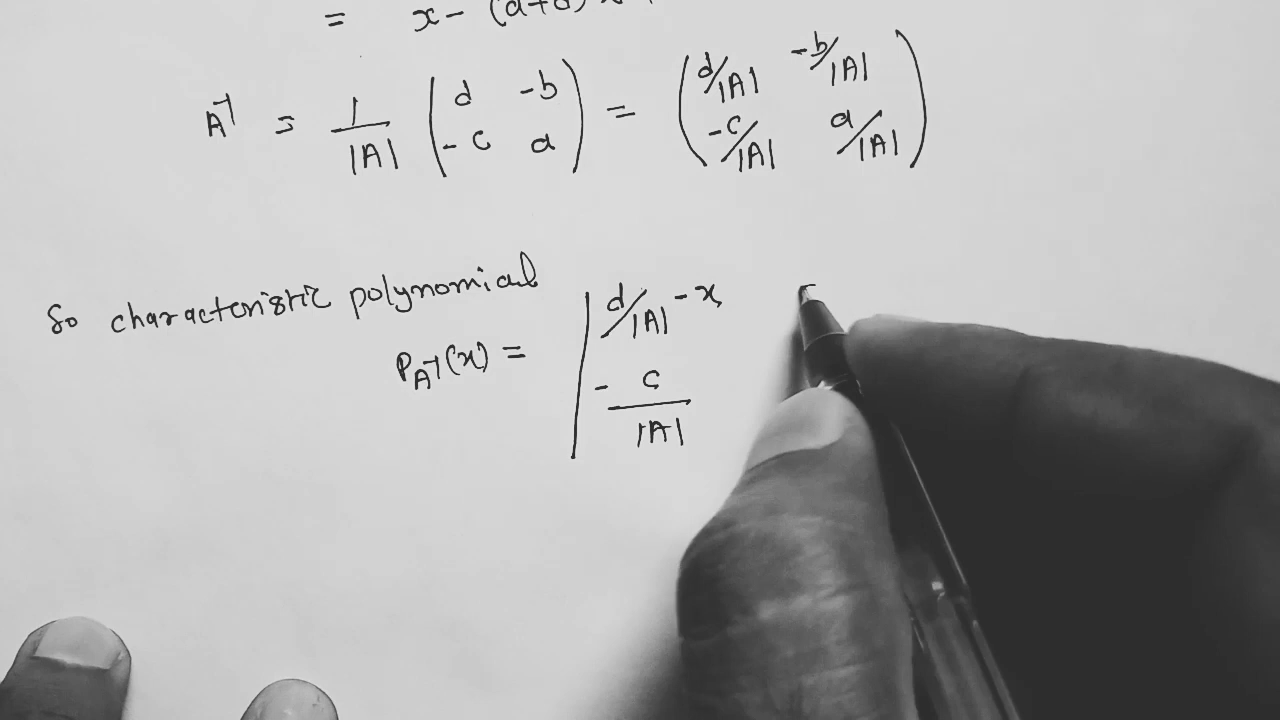 = x - (a+d)
A⁻¹ = 1/|A| ( d -b ; -c a ) = ( d/|A| -b/|A| ; -c/|A| a/|A| )
So characteristic polynomial
P_A⁻¹(x) = | d/|A| - x ; - c/|A|